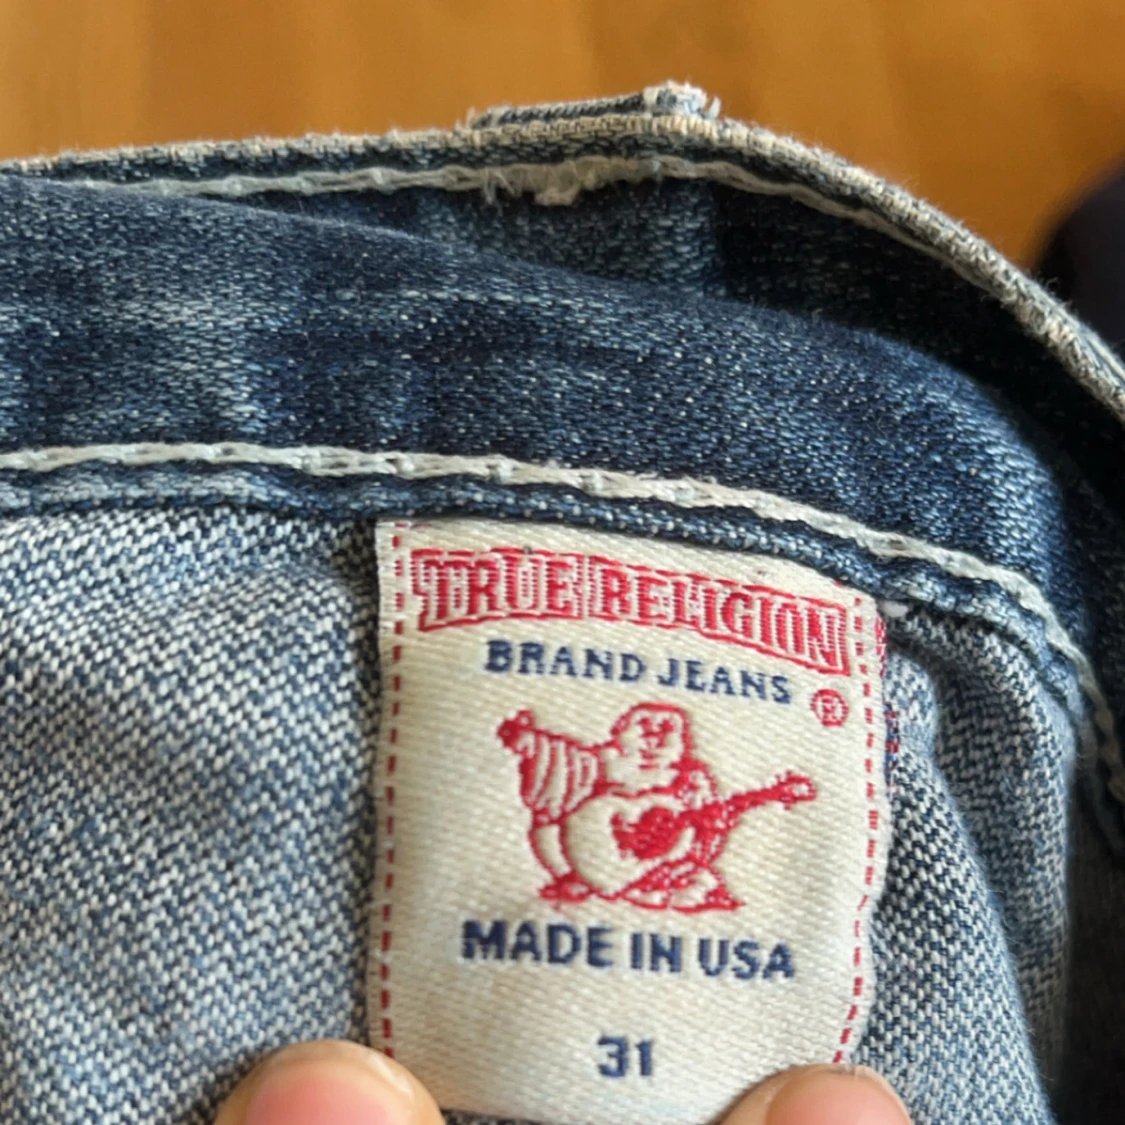 TRUE RELIGION
BRAND JEANS
®
MADE IN USA
31